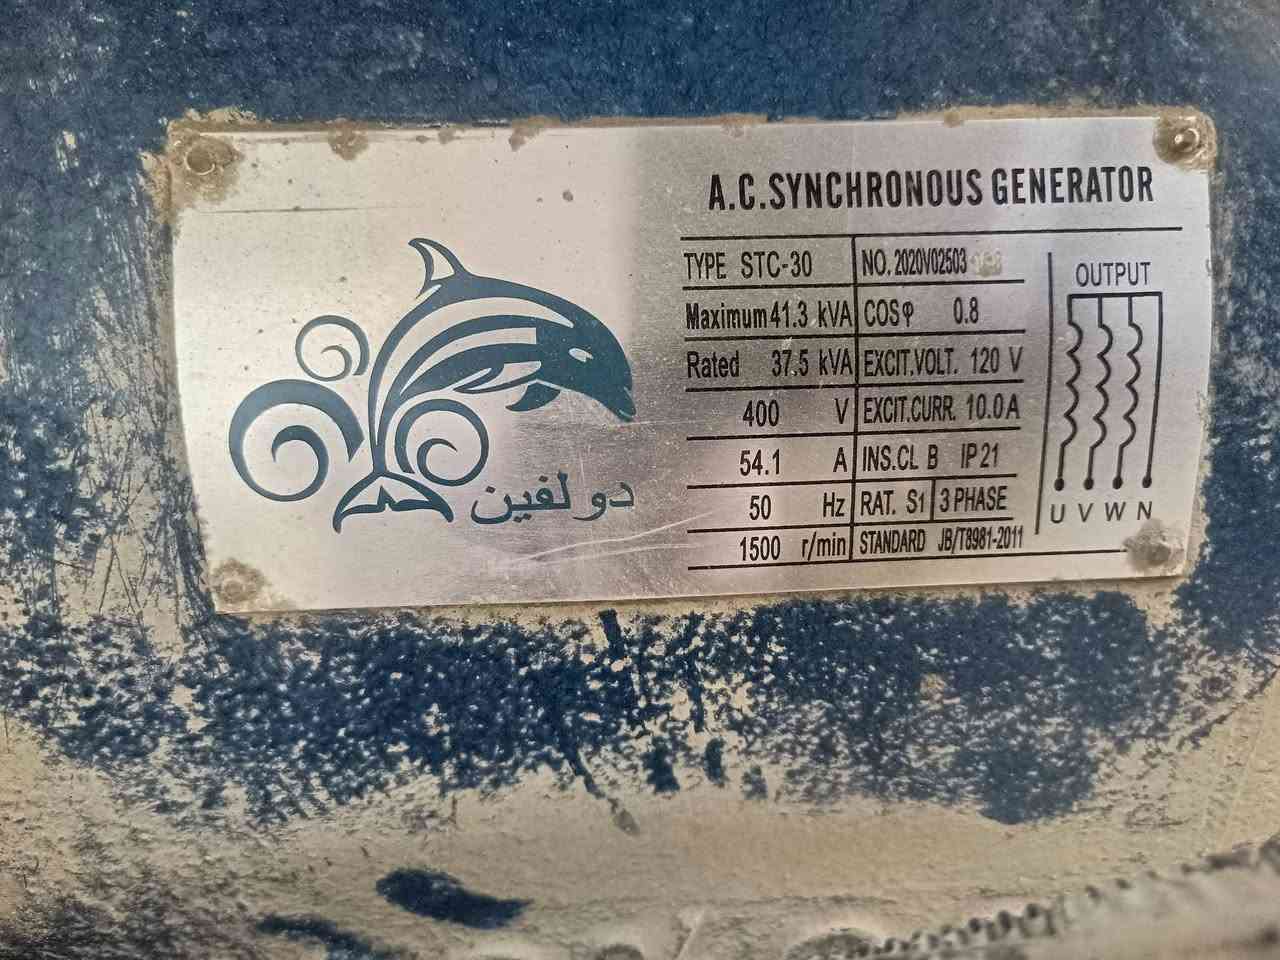 A.C.SYNCHRONOUS GENERATOR
TYPE STC-30 NO. 2020V02503
Maximum 41.3 kVA COSφ 0.8
Rated 37.5 kVA EXCIT.VOLT. 120 V
400 V EXCIT.CURR. 10.0 A
54.1 A INS.CL B IP 21
50 Hz RAT. S1 3 PHASE
1500 r/min STANDARD JB/T8981-2011
OUTPUT
U V W N
دولفين